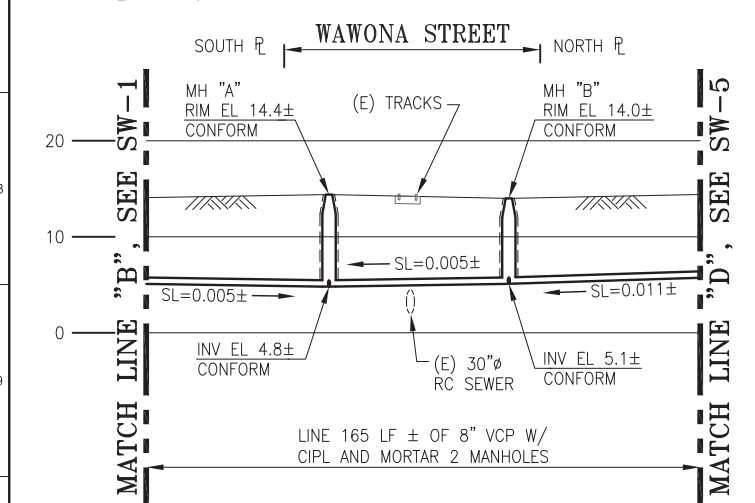 WAWONA STREET
SOUTH ℞
NORTH ℞
MH "A"
RIM EL 14.4±
CONFORM
(E) TRACKS
MH "B"
RIM EL 14.0±
CONFORM
20
10
0
SL=0.005±
SL=0.005±
SL=0.011±
INV EL 4.8±
CONFORM
(E) 30"ø
RC SEWER
INV EL 5.1±
CONFORM
LINE 165 LF ± OF 8" VCP W/
CIPL AND MORTAR 2 MANHOLES
MATCH LINE "B", SEE SW-1
MATCH LINE "D", SEE SW-5